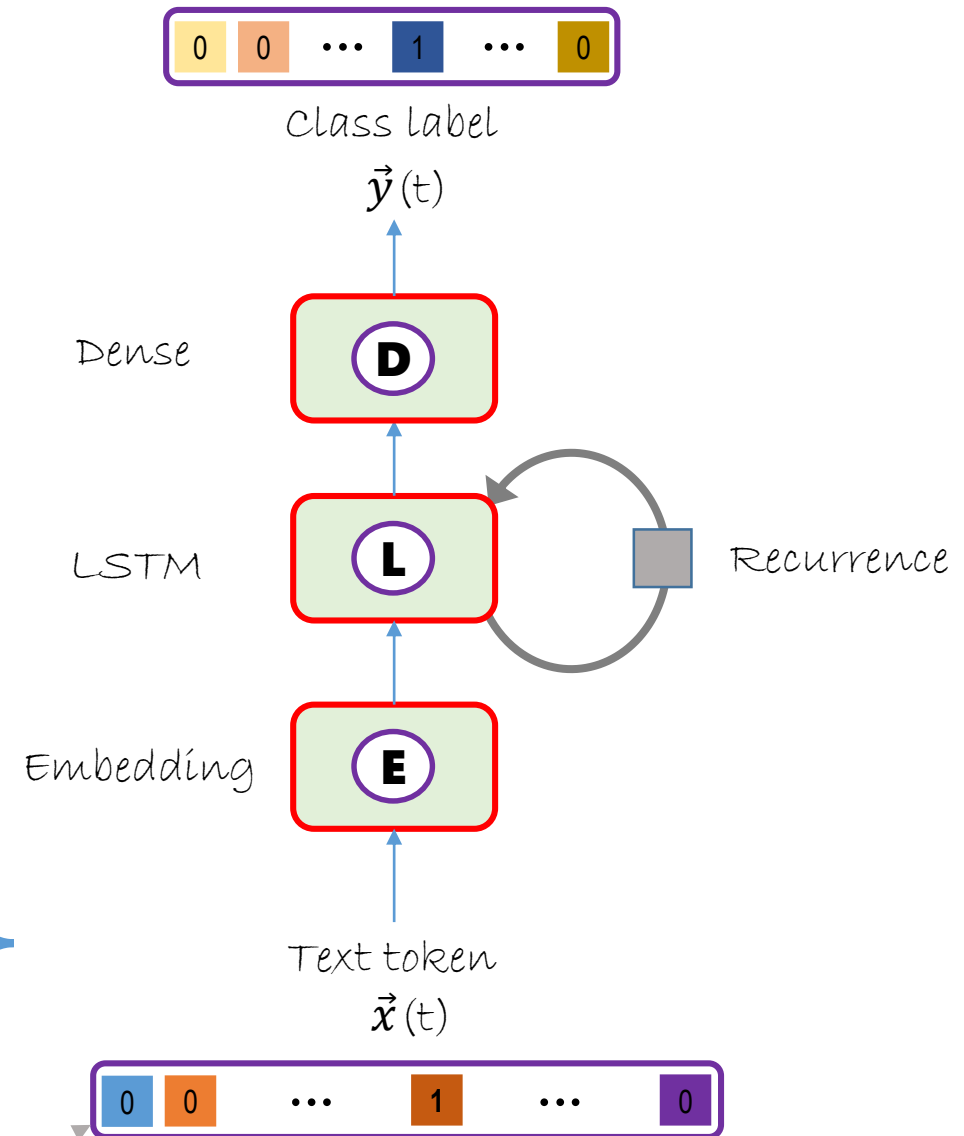 0 0 ... 1 ... 0
Class label
y⃗ (t)
Dense
D
LSTM
L
Recurrence
Embedding
E
Text token
x⃗ (t)
0 0 ... 1 ... 0